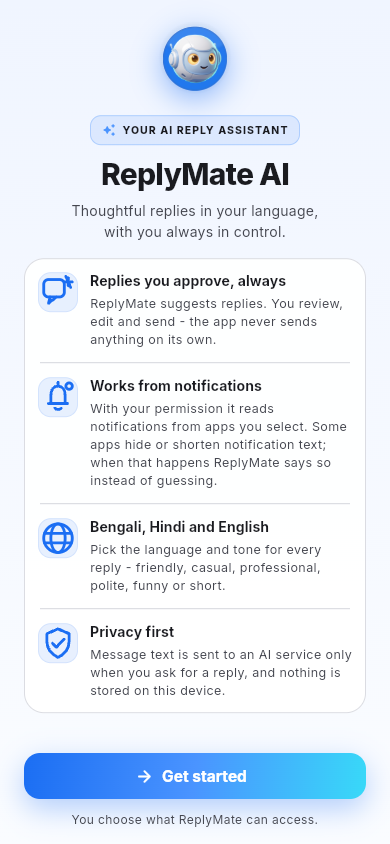 YOUR AI REPLY ASSISTANT
ReplyMate AI
Thoughtful replies in your language,
with you always in control.
Replies you approve, always
ReplyMate suggests replies. You review,
edit and send - the app never sends
anything on its own.
Works from notifications
With your permission it reads
notifications from apps you select. Some
apps hide or shorten notification text;
when that happens ReplyMate says so
instead of guessing.
Bengali, Hindi and English
Pick the language and tone for every
reply - friendly, casual, professional,
polite, funny or short.
Privacy first
Message text is sent to an AI service only
when you ask for a reply, and nothing is
stored on this device.
Get started
You choose what ReplyMate can access.